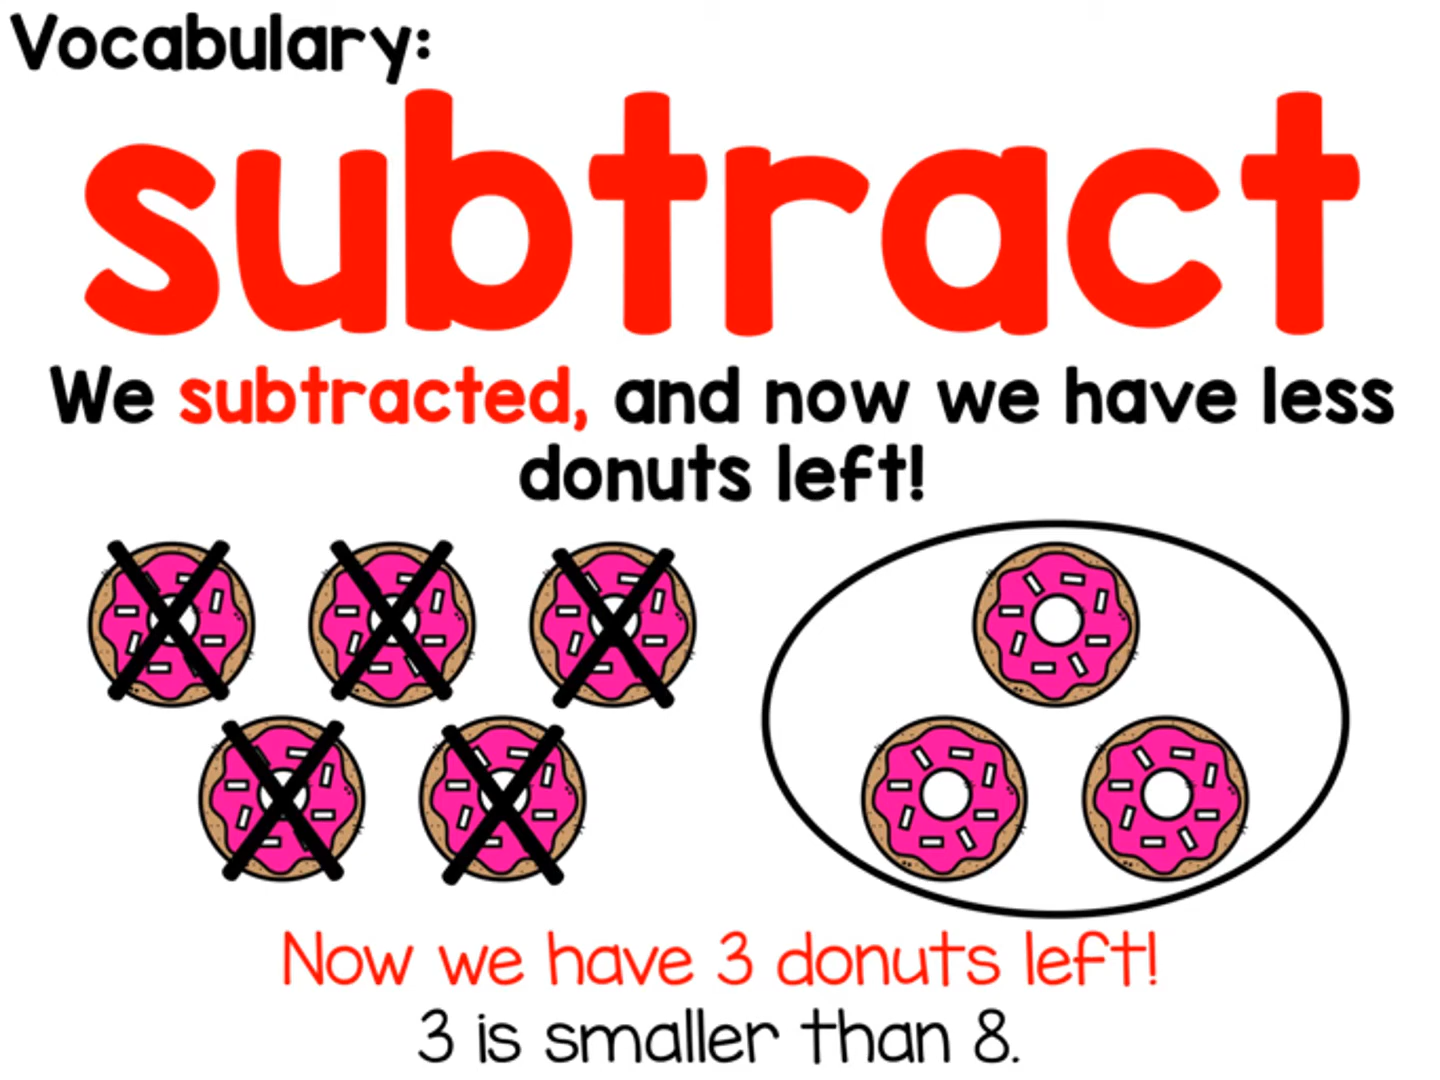 Vocabulary:
subtract
We subtracted, and now we have less
donuts left!
Now we have 3 donuts left!
3 is smaller than 8.